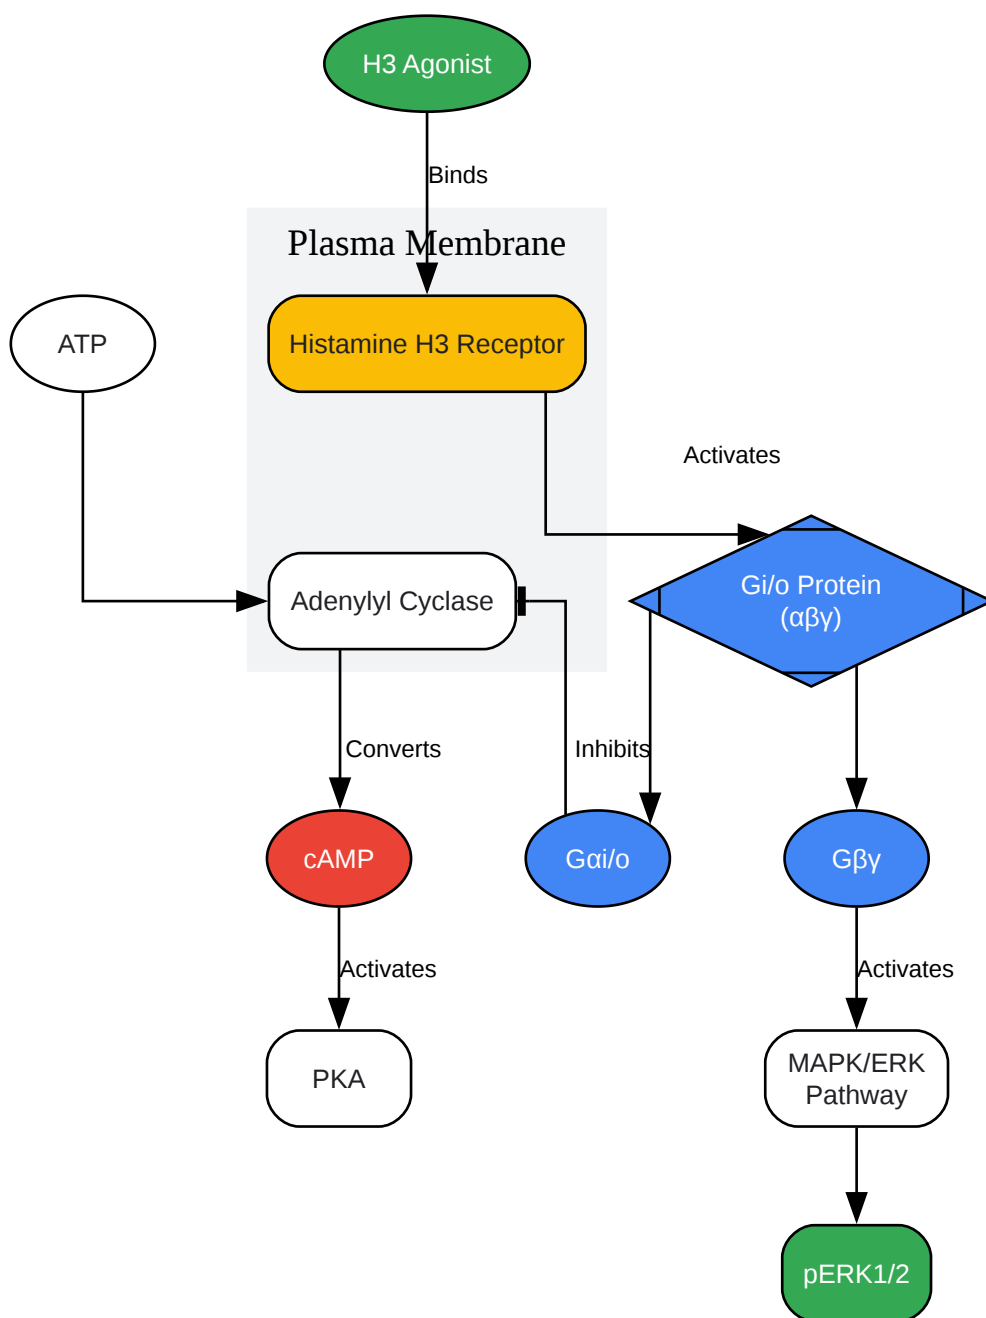 H3 Agonist
Binds
Plasma Membrane
ATP
Histamine H3 Receptor
Activates
Adenylyl Cyclase
Gi/o Protein
(αβγ)
Converts
Inhibits
cAMP
Gαi/o
Gβγ
Activates
Activates
PKA
MAPK/ERK
Pathway
pERK1/2